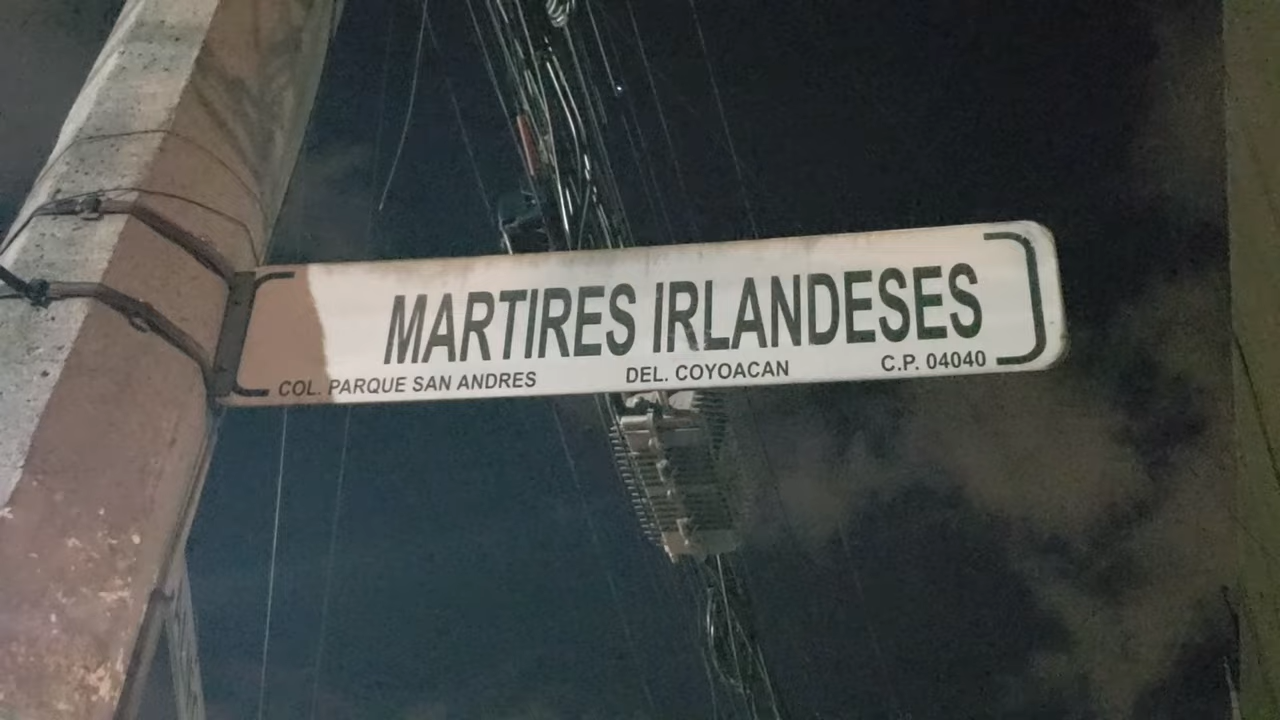 MARTIRES IRLANDESES
COL. PARQUE SAN ANDRES DEL. COYOACAN C.P. 04040